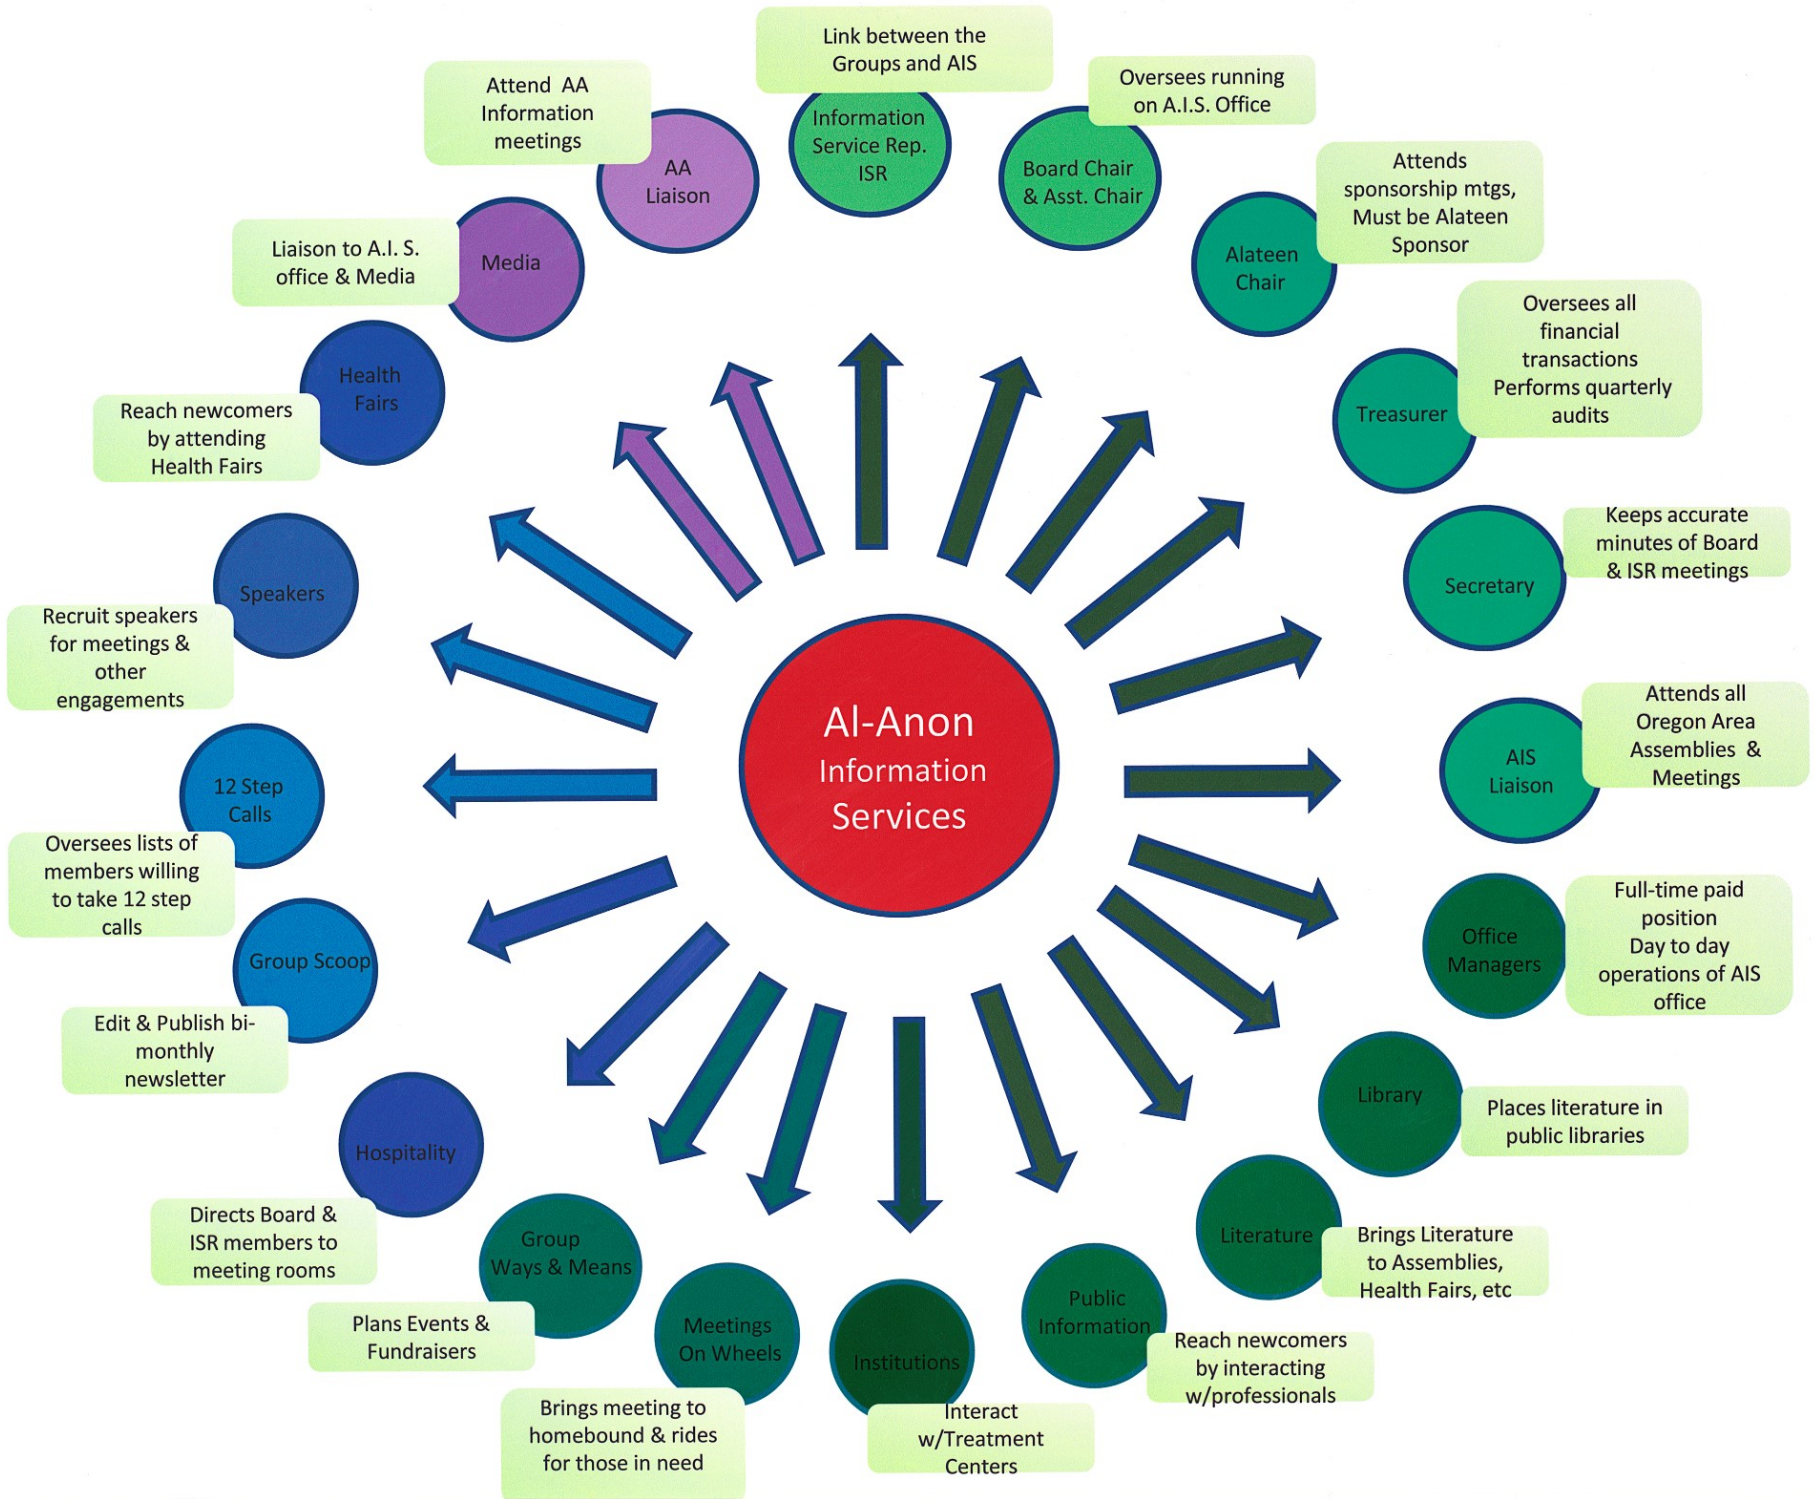 Link between the
Groups and AIS
Information
Service Rep.
ISR
Oversees running
on A.I.S. Office
Board Chair
& Asst. Chair
Attends
sponsorship mtgs,
Must be Alateen
Sponsor
Alateen
Chair
Oversees all
financial
transactions
Performs quarterly
audits
Treasurer
Keeps accurate
minutes of Board
& ISR meetings
Secretary
Attends all
Oregon Area
Assemblies &
Meetings
AIS
Liaison
Full-time paid
position
Day to day
operations of AIS
office
Office
Managers
Library
Places literature in
public libraries
Literature
Brings Literature
to Assemblies,
Health Fairs, etc
Public
Information
Reach newcomers
by interacting
w/professionals
Institutions
Interact
w/Treatment
Centers
Meetings
On Wheels
Brings meeting to
homebound & rides
for those in need
Group
Ways & Means
Plans Events &
Fundraisers
Hospitality
Directs Board &
ISR members to
meeting rooms
Group Scoop
Edit & Publish bi-
monthly
newsletter
12 Step
Calls
Oversees lists of
members willing
to take 12 step
calls
Speakers
Recruit speakers
for meetings &
other
engagements
Health
Fairs
Reach newcomers
by attending
Health Fairs
Media
Liaison to A.I. S.
office & Media
AA
Liaison
Attend AA
Information
meetings
Al-Anon
Information
Services